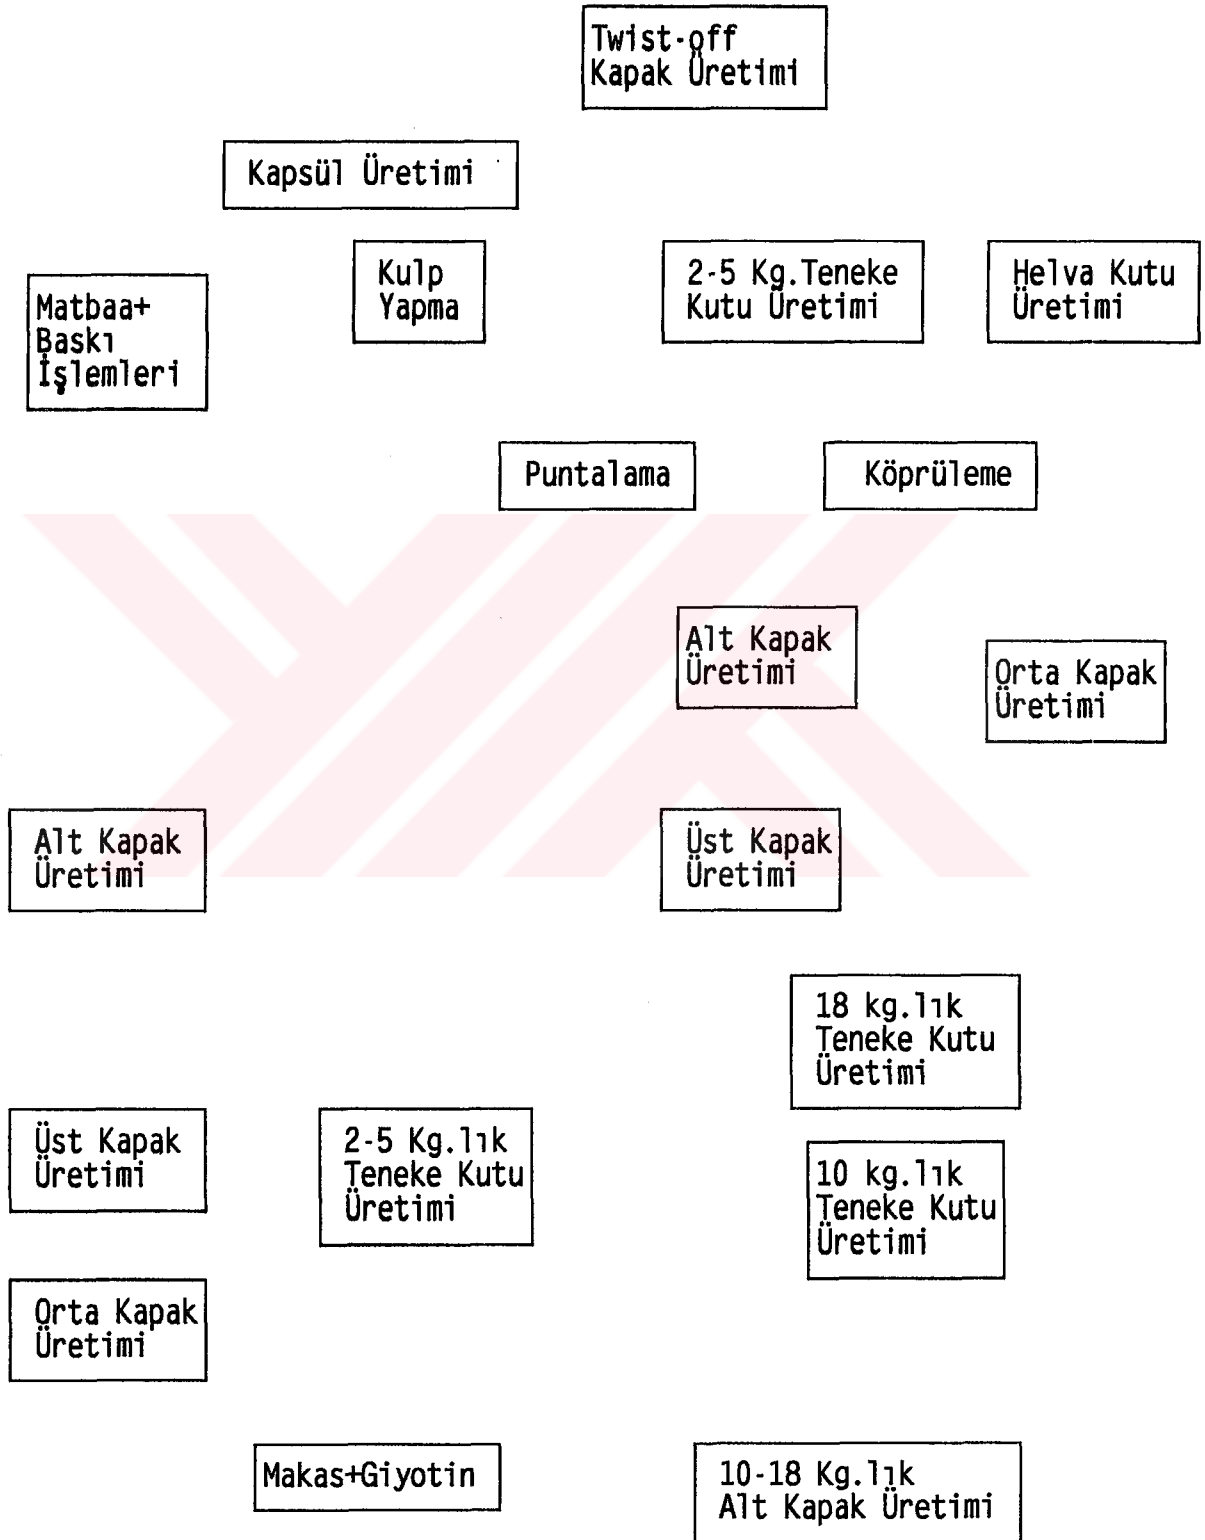 Twist-off
Kapak Üretimi
Kapsül Üretimi
Kulp
Yapma
2-5 Kg.Teneke
Kutu Üretimi
Helva Kutu
Üretimi
Matbaa+
Baskı
İşlemleri
Puntalama
Köprüleme
Alt Kapak
Üretimi
Orta Kapak
Üretimi
Alt Kapak
Üretimi
Üst Kapak
Üretimi
18 kg.lık
Teneke Kutu
Üretimi
Üst Kapak
Üretimi
2-5 Kg.lık
Teneke Kutu
Üretimi
10 kg.lık
Teneke Kutu
Üretimi
Orta Kapak
Üretimi
Makas+Giyotin
10-18 Kg.lık
Alt Kapak Üretimi